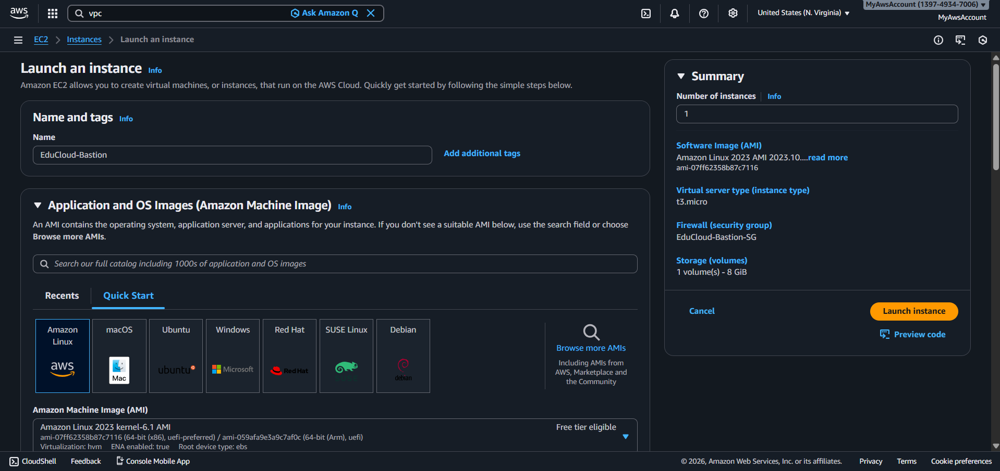 aws
vpc
Ask Amazon Q
United States (N. Virginia)
MyAwsAccount (1397-4934-7006)
MyAwsAccount
EC2
Instances
Launch an instance
Launch an instance
Info
Amazon EC2 allows you to create virtual machines, or instances, that run on the AWS Cloud. Quickly get started by following the simple steps below.
Name and tags
Info
Name
EduCloud-Bastion
Add additional tags
Application and OS Images (Amazon Machine Image)
Info
An AMI contains the operating system, application server, and applications for your instance. If you don't see a suitable AMI below, use the search field or choose
Browse more AMIs.
Search our full catalog including 1000s of application and OS images
Recents
Quick Start
Amazon
Linux
aws
macOS
Mac
Ubuntu
ubuntu
Windows
Microsoft
Red Hat
Red Hat
SUSE Linux
Debian
debian
Browse more AMIs
Including AMIs from
AWS, Marketplace and
the Community
Amazon Machine Image (AMI)
Amazon Linux 2023 kernel-6.1 AMI
Free tier eligible
ami-07ff62358b87c7116 (64-bit (x86), uefi-preferred) / ami-059afa9e3a9c7af0c (64-bit (Arm), uefi)
Virtualization: hvm ENA enabled: true Root device type: ebs
Summary
Number of instances
Info
1
Software Image (AMI)
Amazon Linux 2023 AMI 2023.10....read more
ami-07ff62358b87c7116
Virtual server type (instance type)
t3.micro
Firewall (security group)
EduCloud-Bastion-SG
Storage (volumes)
1 volume(s) - 8 GiB
Cancel
Launch instance
Preview code
CloudShell
Feedback
Console Mobile App
© 2026, Amazon Web Services, Inc. or its affiliates.
Privacy
Terms
Cookie preferences